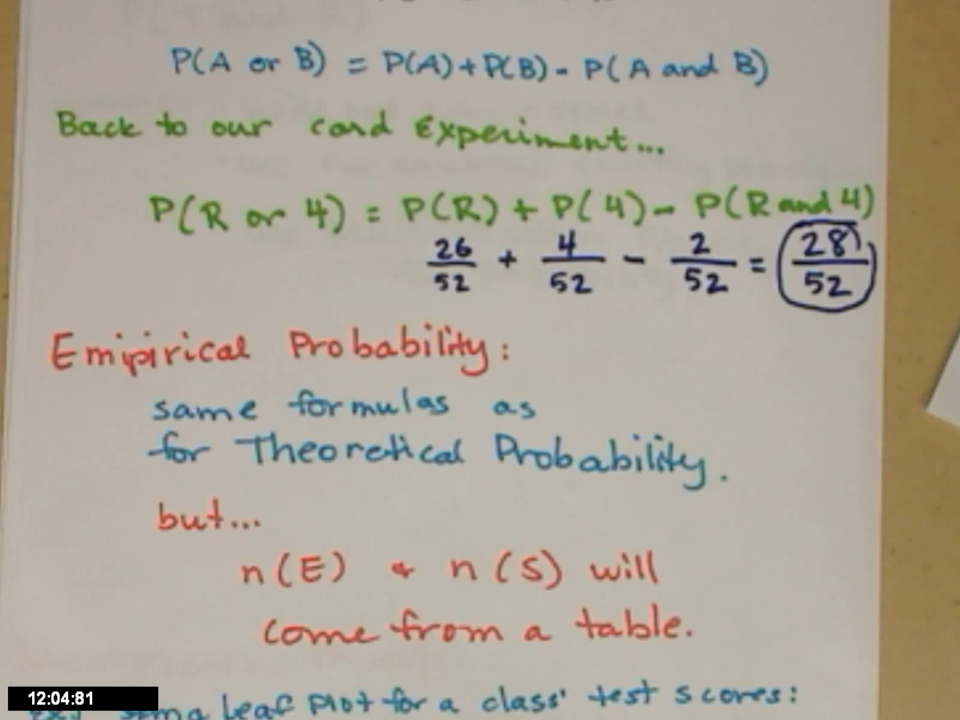 P(A or B) = P(A) + P(B) - P(A and B)
Back to our card Experiment...
P(R or 4) = P(R) + P(4) - P(R and 4)
26/52 + 4/52 - 2/52 = 28/52
Empirical Probability:
same formulas as
for Theoretical Probability.
but...
n(E) & n(S) will
come from a table.
leaf plot for a class' test scores:
12:04:81